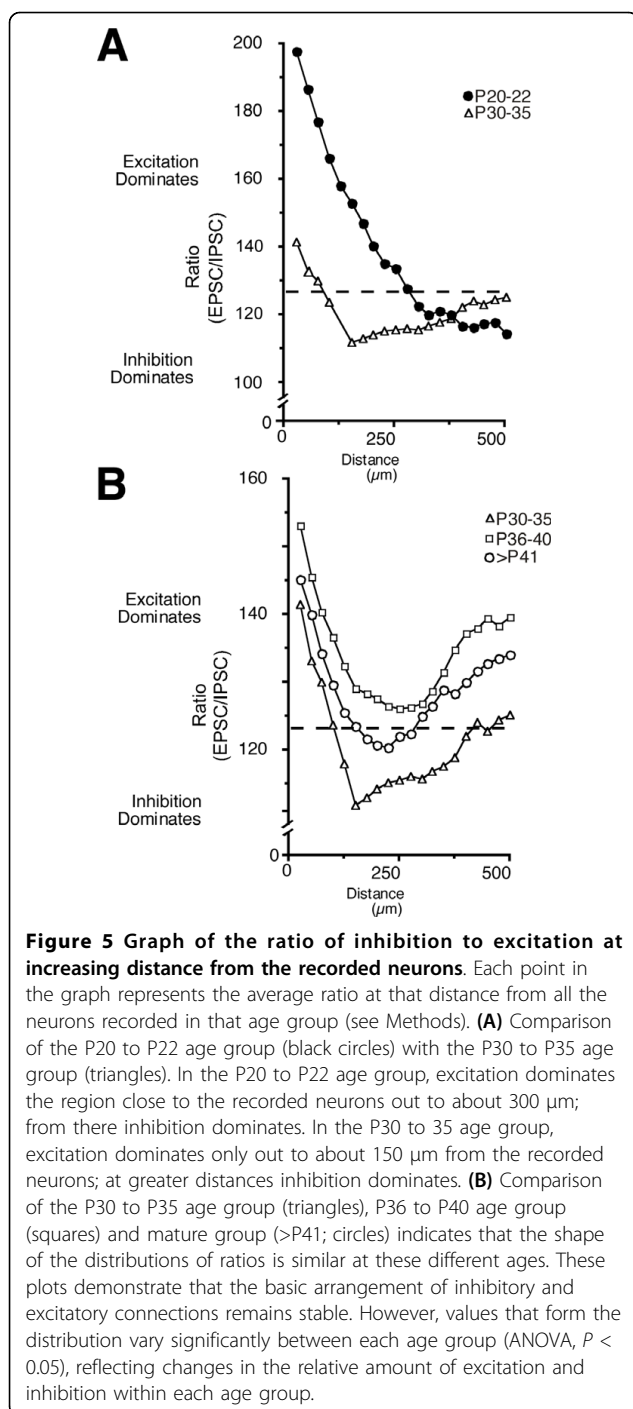 A
200
180
160
140
120
100
0
Excitation
Dominates
Ratio
(EPSC/IPSC)
Inhibition
Dominates
P20-22
P30-35
0
250
500
Distance
(μm)
B
160
140
120
0
Excitation
Dominates
Ratio
(EPSC/IPSC)
Inhibition
Dominates
P30-35
P36-40
>P41
0
250
500
Distance
(μm)
Figure 5 Graph of the ratio of inhibition to excitation at
increasing distance from the recorded neurons. Each point in
the graph represents the average ratio at that distance from all the
neurons recorded in that age group (see Methods). (A) Comparison
of the P20 to P22 age group (black circles) with the P30 to P35 age
group (triangles). In the P20 to P22 age group, excitation dominates
the region close to the recorded neurons out to about 300 μm;
from there inhibition dominates. In the P30 to 35 age group,
excitation dominates only out to about 150 μm from the recorded
neurons; at greater distances inhibition dominates. (B) Comparison
of the P30 to P35 age group (triangles), P36 to P40 age group
(squares) and mature group (>P41; circles) indicates that the shape
of the distributions of ratios is similar at these different ages. These
plots demonstrate that the basic arrangement of inhibitory and
excitatory connections remains stable. However, values that form the
distribution vary significantly between each age group (ANOVA, P <
0.05), reflecting changes in the relative amount of excitation and
inhibition within each age group.